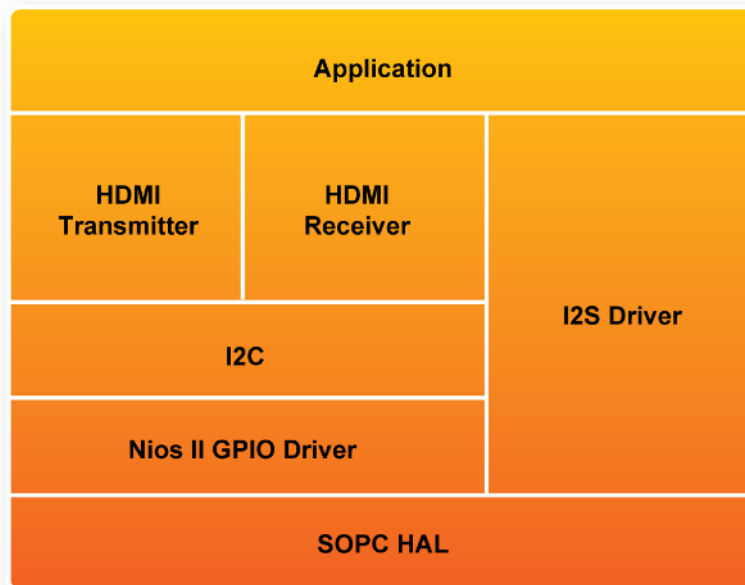 Application
HDMI
Transmitter
HDMI
Receiver
I2S Driver
I2C
Nios II GPIO Driver
SOPC HAL